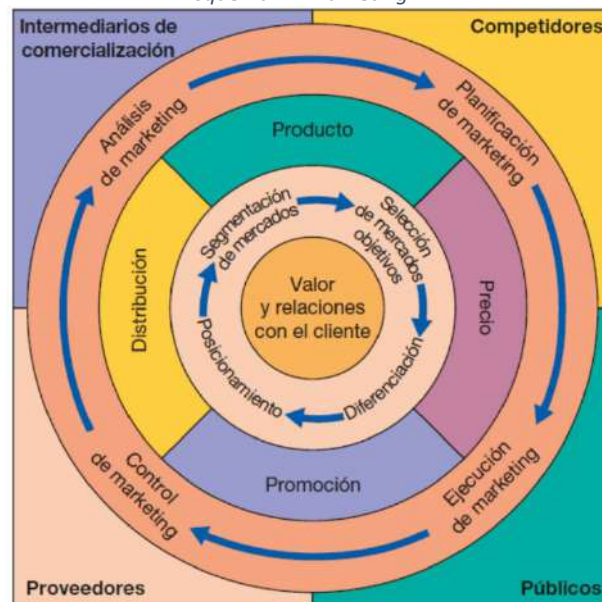 Intermediarios de
comercialización
Competidores
Análisis
de marketing
Planificación
de marketing
Producto
Segmentación
de mercados
Selección
de mercados
objetivos
Distribución
Valor
y relaciones
con el cliente
Precio
Posicionamiento
Diferenciación
Promoción
Control
de marketing
Ejecución
de marketing
Proveedores
Públicos